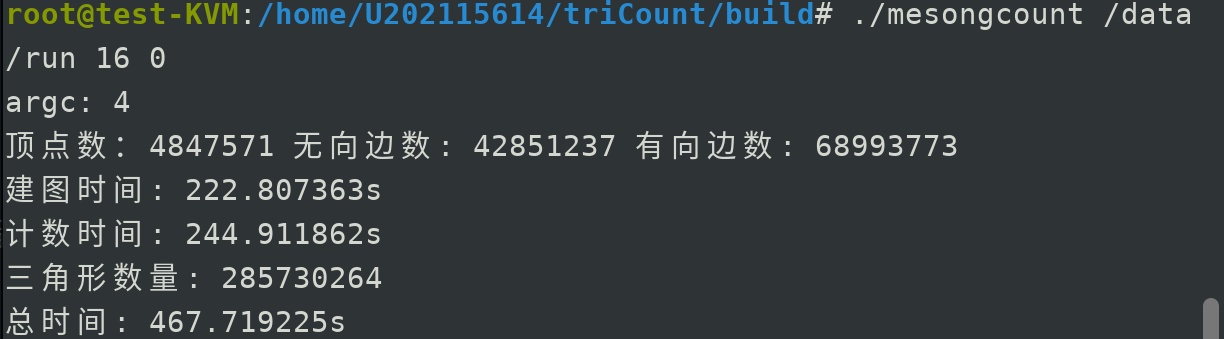 root@test-KVM:/home/U202115614/triCount/build# ./mesongcount /data
/run 16 0
argc: 4
顶点数: 4847571 无向边数: 42851237 有向边数: 68993773
建图时间: 222.807363s
计数时间: 244.911862s
三角形数量: 285730264
总时间: 467.719225s